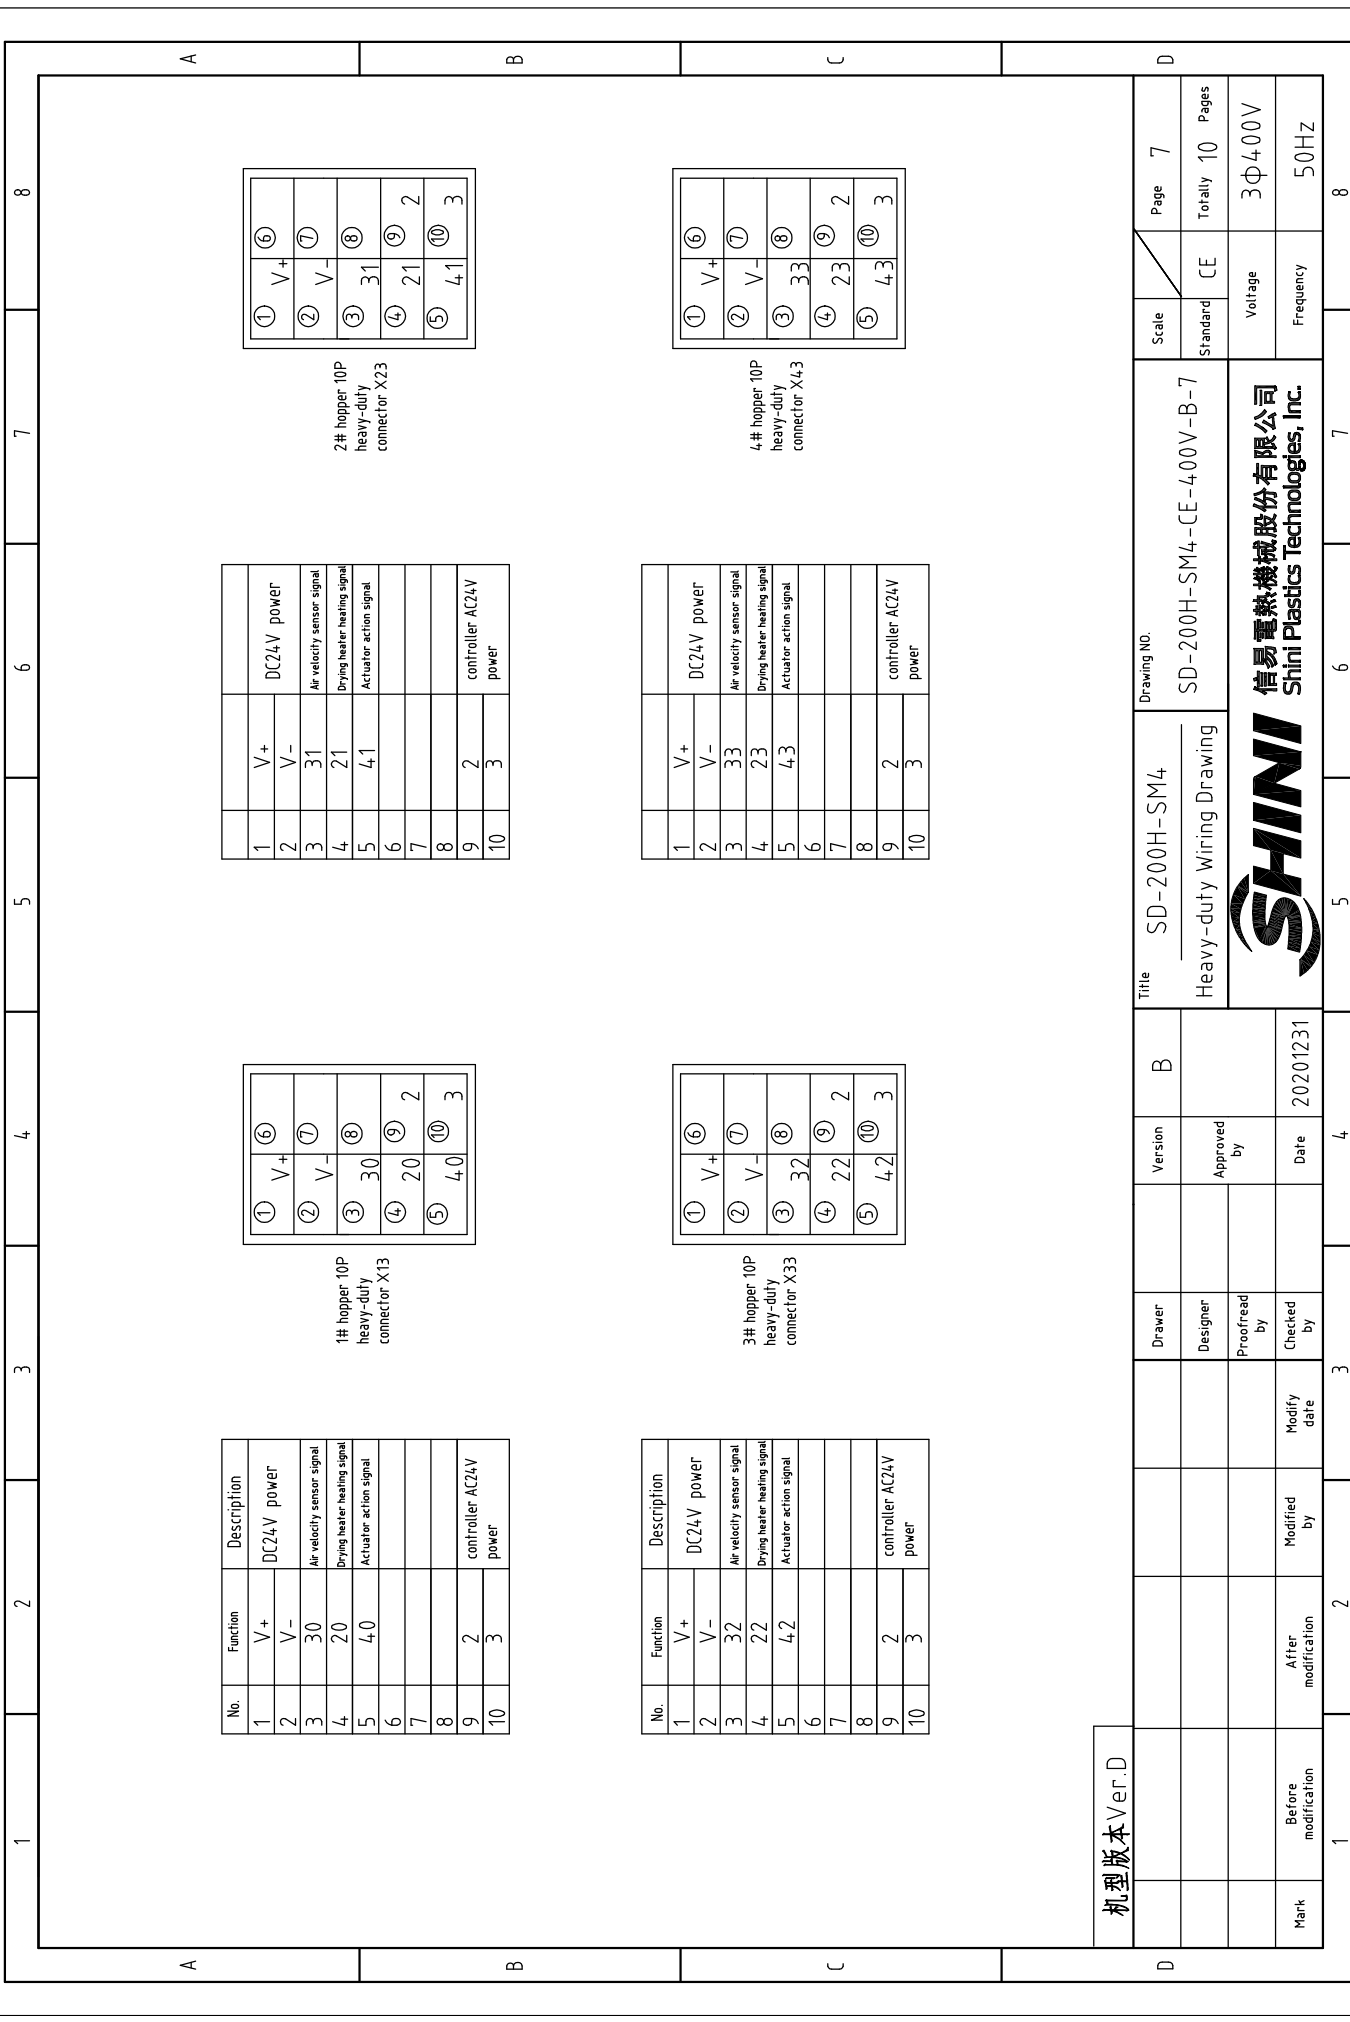 1 2 3 4 5 6 7 8
A
B
C
D
No. Function Description
1 V+ DC24V power
2 V-
3 30 Air velocity sensor signal
4 20 Drying heater heating signal
5 40 Actuator action signal
6
7
8
9 2 controller AC24V
10 3 power
1# hopper 10P
heavy-duty
connector X13
① V+ ⑥
② V- ⑦
③ 30 ⑧
④ 20 ⑨ 2
⑤ 40 ⑩ 3
1 V+ DC24V power
2 V-
3 31 Air velocity sensor signal
4 21 Drying heater heating signal
5 41 Actuator action signal
6
7
8
9 2 controller AC24V
10 3 power
2# hopper 10P
heavy-duty
connector X23
① V+ ⑥
② V- ⑦
③ 31 ⑧
④ 21 ⑨ 2
⑤ 41 ⑩ 3
No. Function Description
1 V+ DC24V power
2 V-
3 32 Air velocity sensor signal
4 22 Drying heater heating signal
5 42 Actuator action signal
6
7
8
9 2 controller AC24V
10 3 power
3# hopper 10P
heavy-duty
connector X33
① V+ ⑥
② V- ⑦
③ 32 ⑧
④ 22 ⑨ 2
⑤ 42 ⑩ 3
1 V+ DC24V power
2 V-
3 33 Air velocity sensor signal
4 23 Drying heater heating signal
5 43 Actuator action signal
6
7
8
9 2 controller AC24V
10 3 power
4# hopper 10P
heavy-duty
connector X43
① V+ ⑥
② V- ⑦
③ 33 ⑧
④ 23 ⑨ 2
⑤ 43 ⑩ 3
机型版本Ver.D
Mark
Before
modification
After
modification
Modified
by
Modify
date
Drawer
Designer
Proofread
by
Checked
by
Version B
Approved
by
Date 20201231
Title
SD-200H-SM4
Heavy-duty Wiring Drawing
Drawing NO.
SD-200H-SM4-CE-400V-B-7
SHINI
信易電熱機械股份有限公司
Shini Plastics Technologies, Inc.
Scale Page 7
Standard CE Totally 10 Pages
Voltage 3Φ400V
Frequency 50Hz
A
B
C
D
1 2 3 4 5 6 7 8